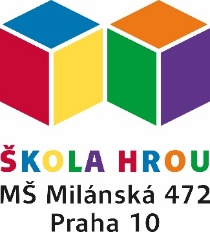 ŠKOLA HROU
MŠ Milánská 472
Praha 10